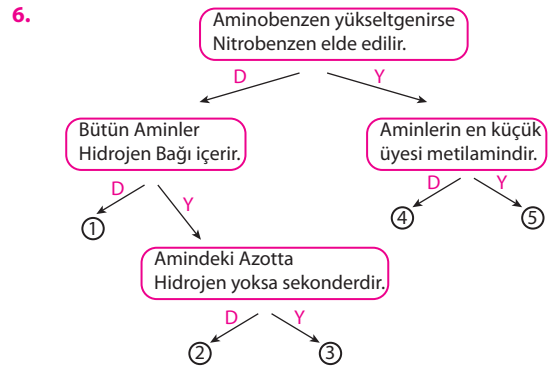 6.
Aminobenzen yükseltgenirse
Nitrobenzen elde edilir.
D
Y
Bütün Aminler
Hidrojen Bağı içerir.
Aminlerin en küçük
üyesi metilamindir.
D
Y
D
Y
1
4
5
Amindeki Azotta
Hidrojen yoksa sekonderdir.
D
Y
2
3